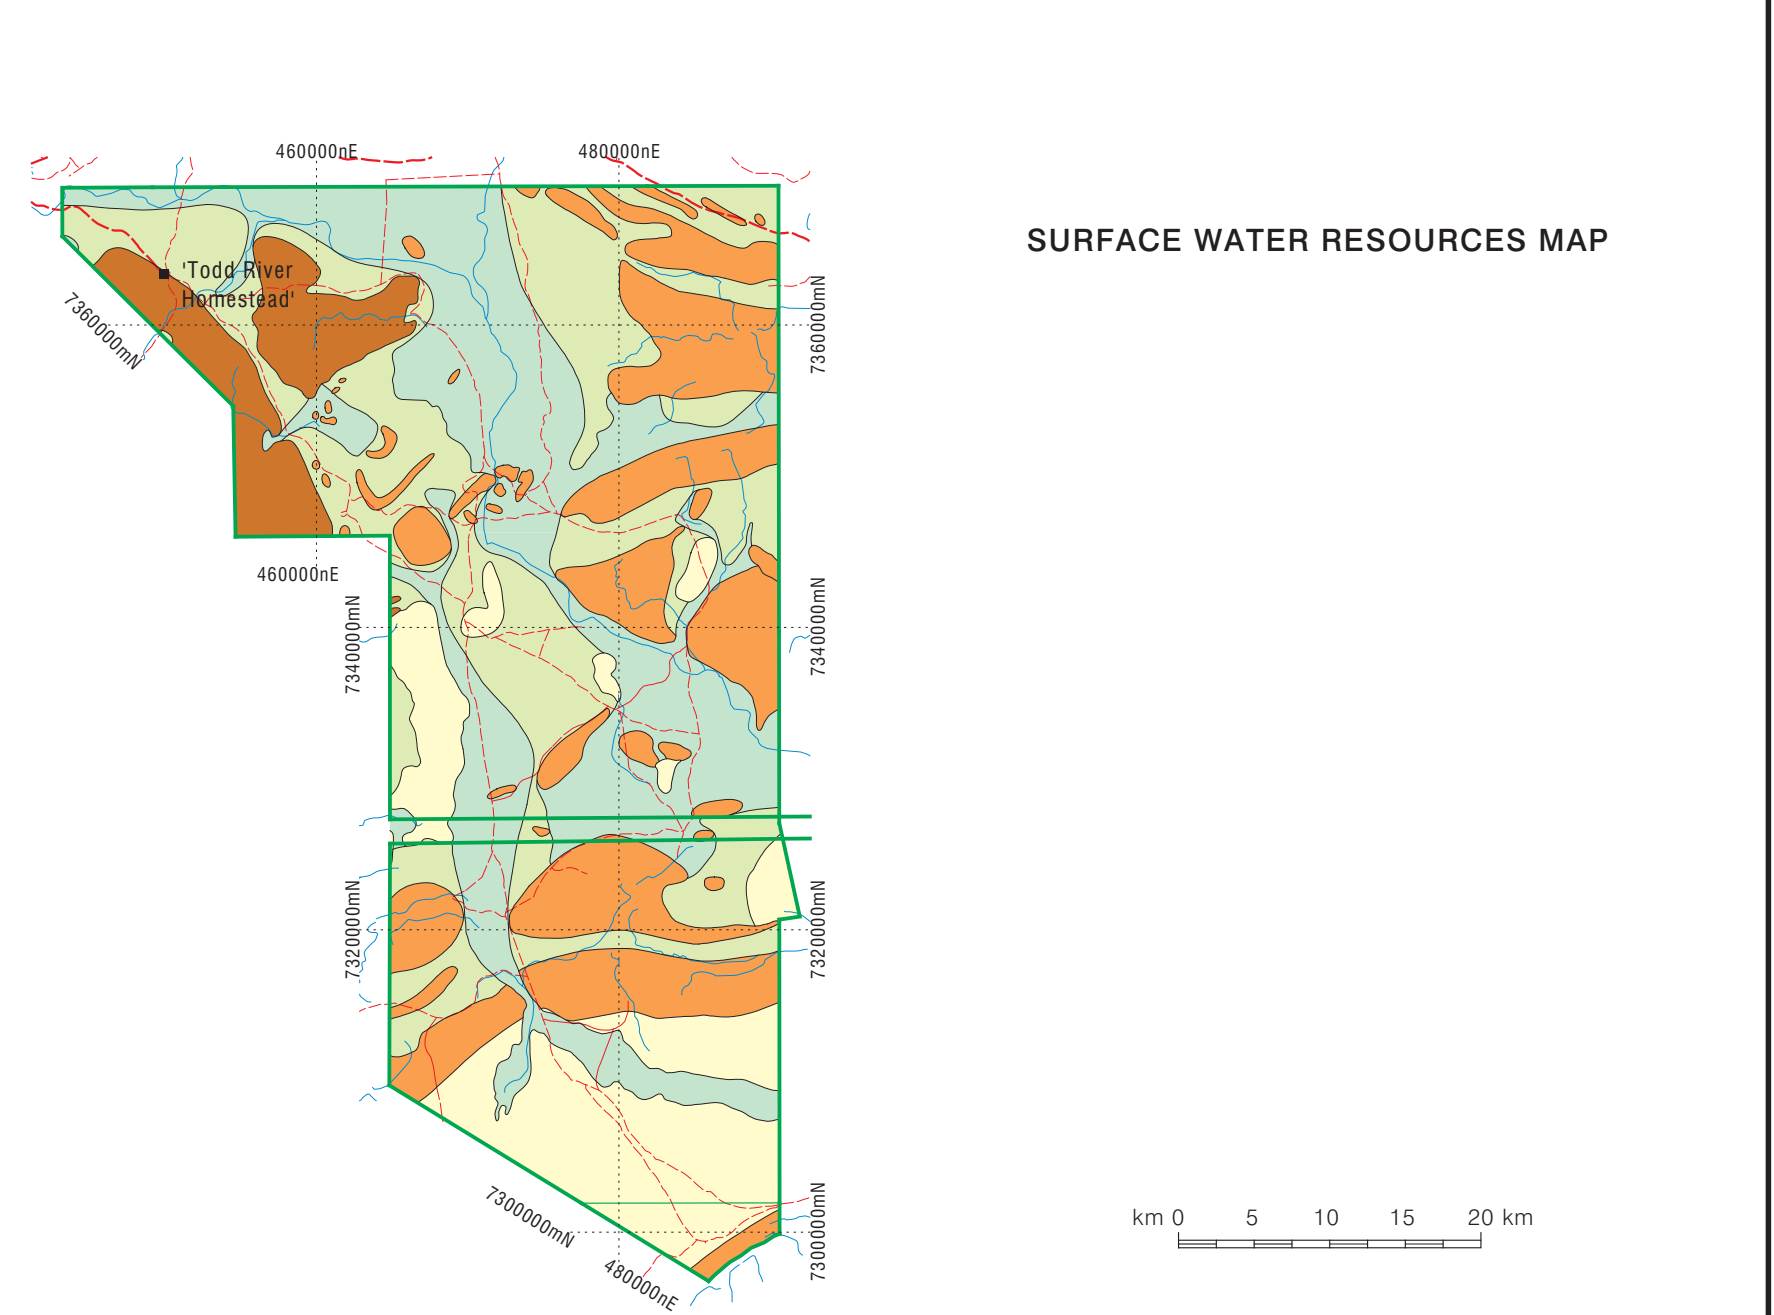 460000nE
480000nE
SURFACE WATER RESOURCES MAP
'Todd River
Homestead'
7360000mN
7360000mN
460000nE
7340000mN
7340000mN
7320000mN
7320000mN
7300000mN
7300000mN
480000nE
km 0 5 10 15 20 km